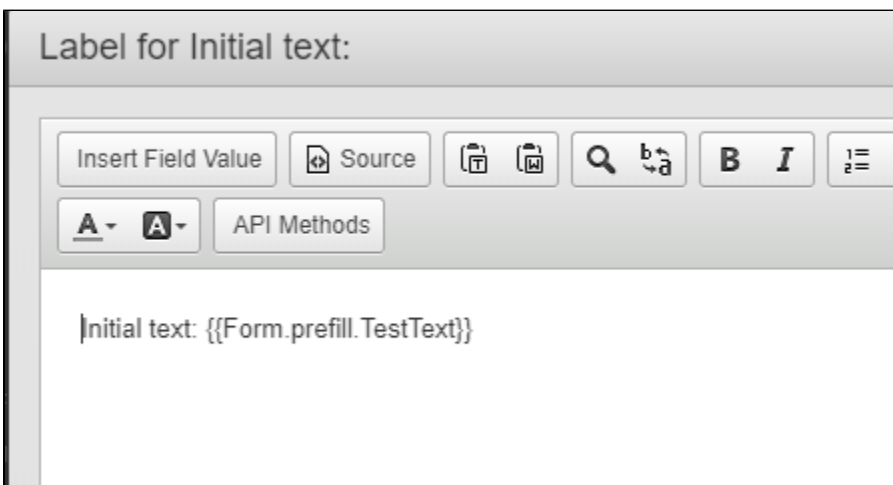 Label for Initial text:
Insert Field Value Source B I
A A API Methods
Initial text: {{Form.prefill.TestText}}